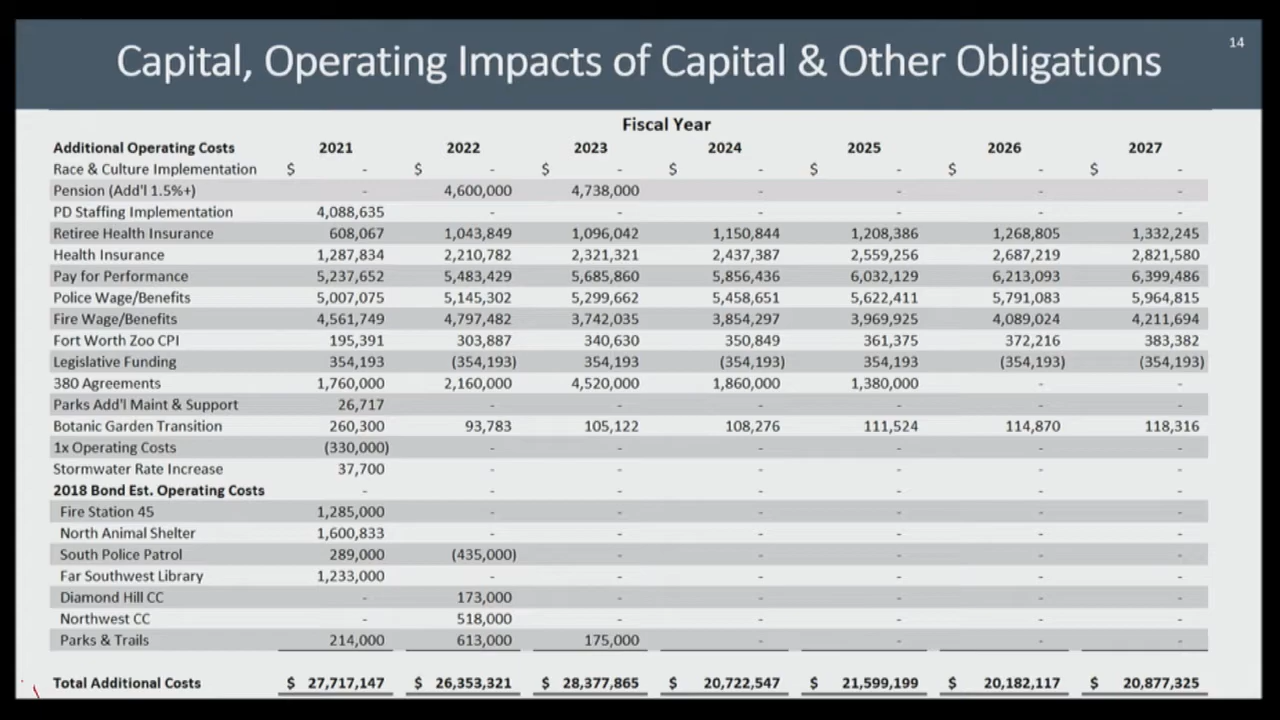 14
Capital, Operating Impacts of Capital & Other Obligations
Fiscal Year
Additional Operating Costs 2021 2022 2023 2024 2025 2026 2027
Race & Culture Implementation $ - $ - $ - $ - $ - $ - $ -
Pension (Add'l 1.5%+) - 4,600,000 4,738,000 - - - -
PD Staffing Implementation 4,088,635 - - - - - -
Retiree Health Insurance 608,067 1,043,849 1,096,042 1,150,844 1,208,386 1,268,805 1,332,245
Health Insurance 1,287,834 2,210,782 2,321,321 2,437,387 2,559,256 2,687,219 2,821,580
Pay for Performance 5,237,652 5,483,429 5,685,860 5,856,436 6,032,129 6,213,093 6,399,486
Police Wage/Benefits 5,007,075 5,145,302 5,299,662 5,458,651 5,622,411 5,791,083 5,964,815
Fire Wage/Benefits 4,561,749 4,797,482 3,742,035 3,854,297 3,969,925 4,089,024 4,211,694
Fort Worth Zoo CPI 195,391 303,887 340,630 350,849 361,375 372,216 383,382
Legislative Funding 354,193 (354,193) 354,193 (354,193) 354,193 (354,193) (354,193)
380 Agreements 1,760,000 2,160,000 4,520,000 1,860,000 1,380,000 - -
Parks Add'l Maint & Support 26,717 - - - - - -
Botanic Garden Transition 260,300 93,783 105,122 108,276 111,524 114,870 118,316
1x Operating Costs (330,000) - - - - - -
Stormwater Rate Increase 37,700 - - - - - -
2018 Bond Est. Operating Costs - - - - - - -
Fire Station 45 1,285,000 - - - - - -
North Animal Shelter 1,600,833 - - - - - -
South Police Patrol 289,000 (435,000) - - - - -
Far Southwest Library 1,233,000 - - - - - -
Diamond Hill CC - 173,000 - - - - -
Northwest CC - 518,000 - - - - -
Parks & Trails 214,000 613,000 175,000 - - - -
Total Additional Costs $ 27,717,147 $ 26,353,321 $ 28,377,865 $ 20,722,547 $ 21,599,199 $ 20,182,117 $ 20,877,325